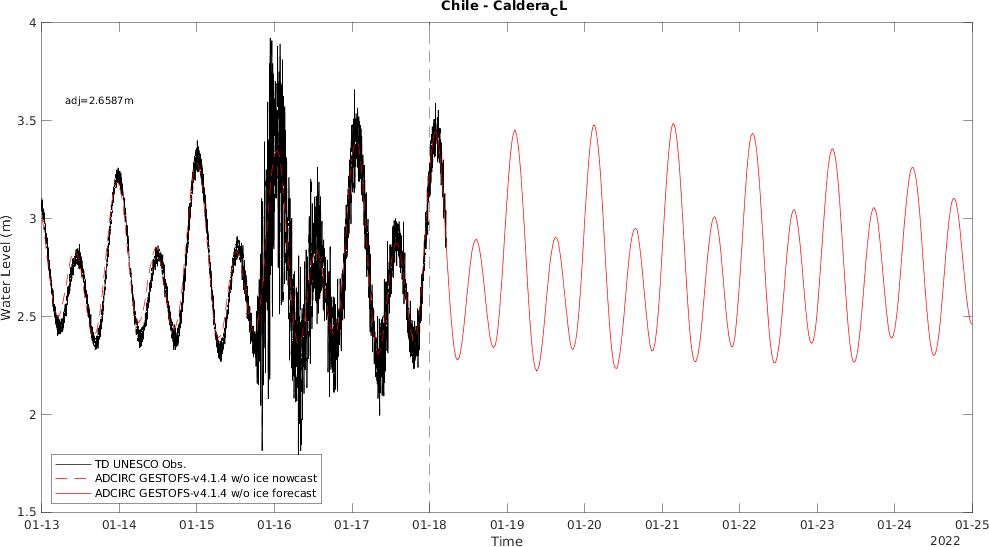 Chile - CalderaCL
4
adj=2.6587m
3.5
3
2.5
2
1.5
Water Level (m)
TD UNESCO Obs.
ADCIRC GESTOFS-v4.1.4 w/o ice nowcast
ADCIRC GESTOFS-v4.1.4 w/o ice forecast
01-13 01-14 01-15 01-16 01-17 01-18 01-19 01-20 01-21 01-22 01-23 01-24 01-25
Time
2022